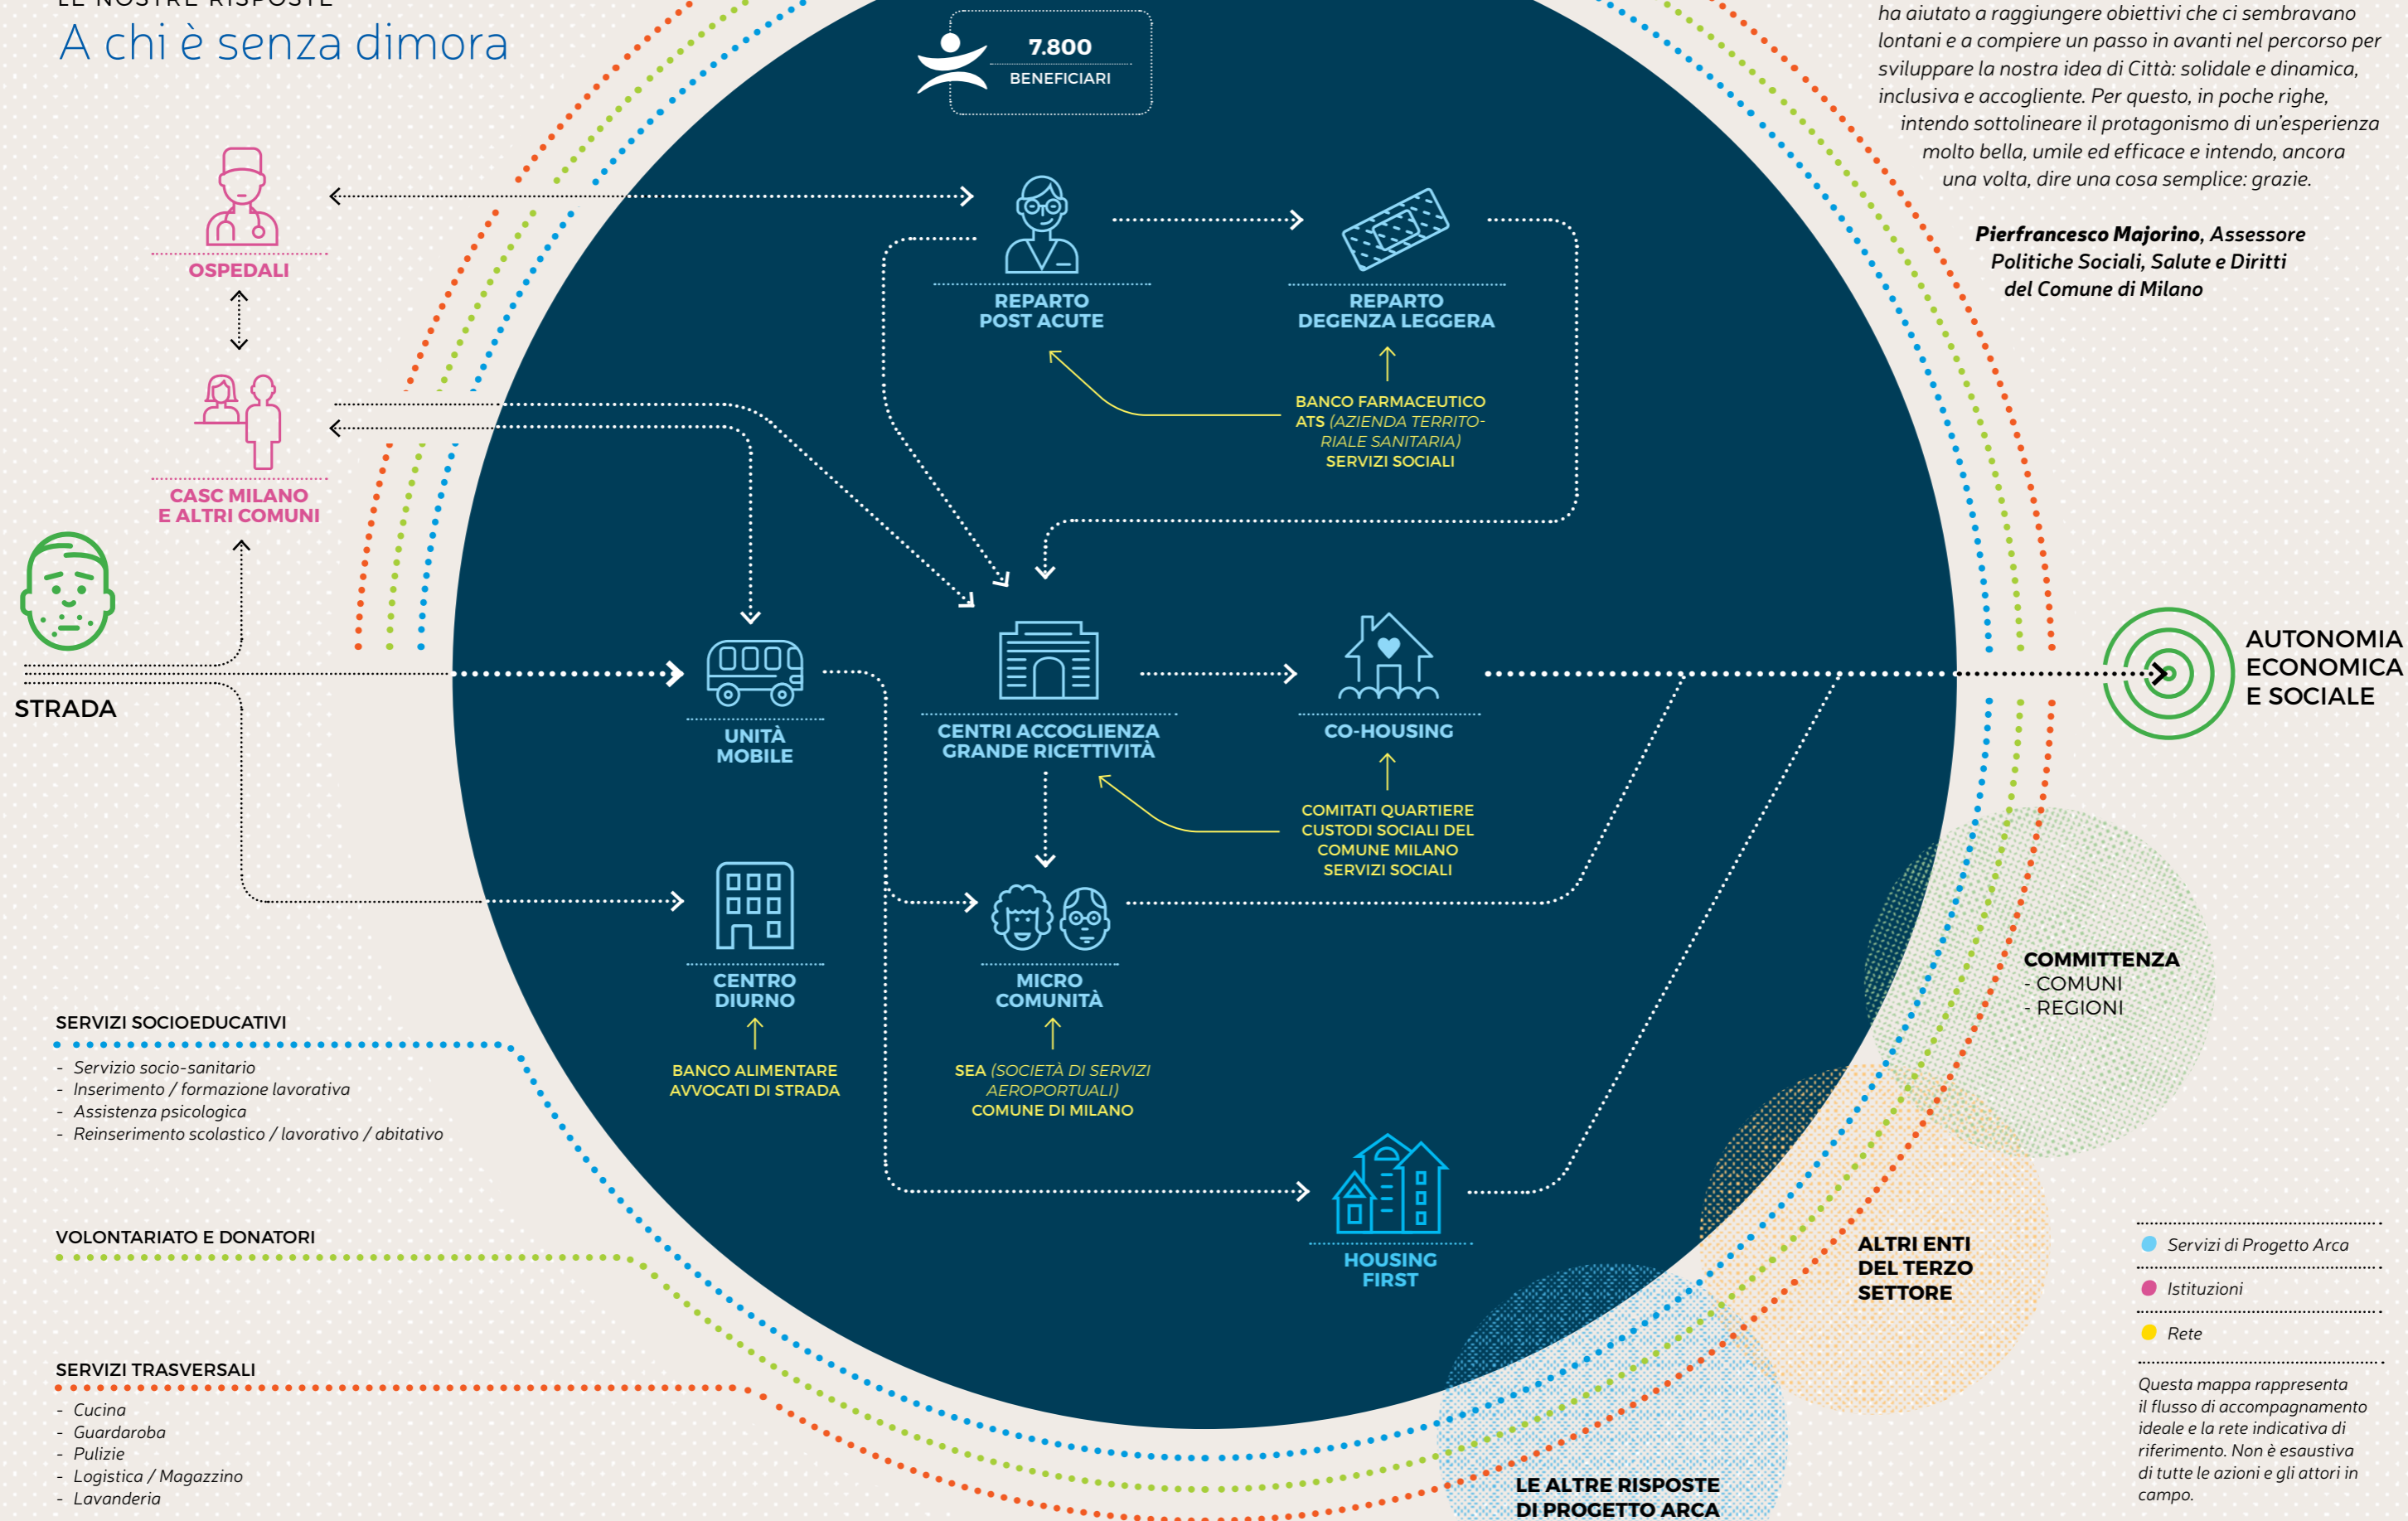 LE NOSTRE RISPOSTE
A chi è senza dimora
7.800
BENEFICIARI
ha aiutato a raggiungere obiettivi che ci sembravano
lontani e a compiere un passo in avanti nel percorso per
sviluppare la nostra idea di Città: solidale e dinamica,
inclusiva e accogliente. Per questo, in poche righe,
intendo sottolineare il protagonismo di un'esperienza
molto bella, umile ed efficace e intendo, ancora
una volta, dire una cosa semplice: grazie.
Pierfrancesco Majorino, Assessore
Politiche Sociali, Salute e Diritti
del Comune di Milano
OSPEDALI
REPARTO
POST ACUTE
REPARTO
DEGENZA LEGGERA
BANCO FARMACEUTICO
ATS (AZIENDA TERRITO-
RIALE SANITARIA)
SERVIZI SOCIALI
CASC MILANO
E ALTRI COMUNI
STRADA
UNITÀ
MOBILE
CENTRI ACCOGLIENZA
GRANDE RICETTIVITÀ
CO-HOUSING
AUTONOMIA
ECONOMICA
E SOCIALE
COMITATI QUARTIERE
CUSTODI SOCIALI DEL
COMUNE MILANO
SERVIZI SOCIALI
CENTRO
DIURNO
MICRO
COMUNITÀ
BANCO ALIMENTARE
AVVOCATI DI STRADA
SEA (SOCIETÀ DI SERVIZI
AEROPORTUALI)
COMUNE DI MILANO
HOUSING
FIRST
COMMITTENZA
- COMUNI
- REGIONI
ALTRI ENTI
DEL TERZO
SETTORE
LE ALTRE RISPOSTE
DI PROGETTO ARCA
SERVIZI SOCIOEDUCATIVI
- Servizio socio-sanitario
- Inserimento / formazione lavorativa
- Assistenza psicologica
- Reinserimento scolastico / lavorativo / abitativo
VOLONTARIATO E DONATORI
SERVIZI TRASVERSALI
- Cucina
- Guardaroba
- Pulizie
- Logistica / Magazzino
- Lavanderia
Servizi di Progetto Arca
Istituzioni
Rete
Questa mappa rappresenta
il flusso di accompagnamento
ideale e la rete indicativa di
riferimento. Non è esaustiva
di tutte le azioni e gli attori in
campo.